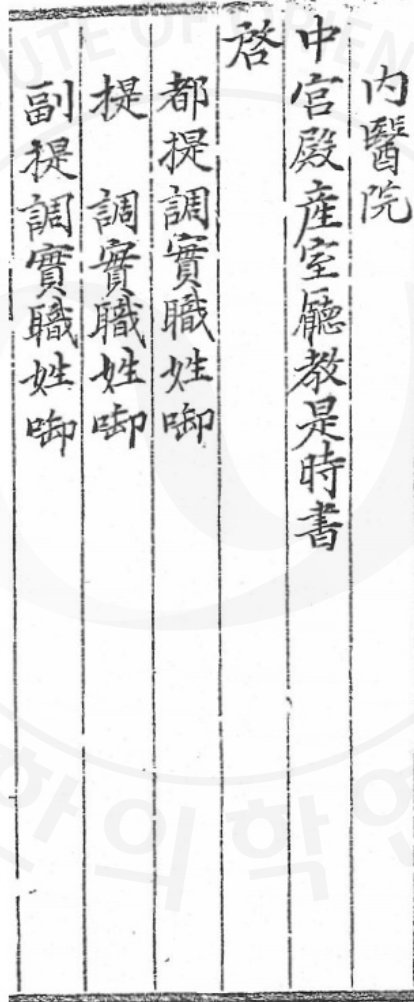 內醫院
中宮殿産室廳教是時書
啓
都提調實職姓啣
提 調實職姓啣
副提調實職姓啣